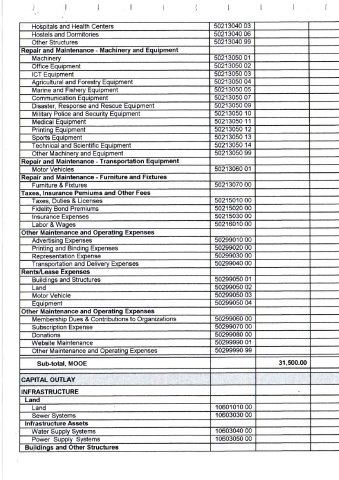 Hospitals and Health Centers 50213040 03
Hostels and Dormitories 50213040 06
Other Structures 50213040 99
Repair and Maintenance - Machinery and Equipment
Machinery 50213050 01
Office Equipment 50213050 02
ICT Equipment 50213050 03
Agricultural and Forestry Equipment 50213050 04
Marine and Fishery Equipment 50213050 05
Communication Equipment 50213050 07
Disaster, Response and Rescue Equipment 50213050 09
Military Police and Security Equipment 50213050 10
Medical Equipment 50213050 11
Printing Equipment 50213050 12
Sports Equipment 50213050 13
Technical and Scientific Equipment 50213050 14
Other Machinery and Equipment 50213050 99
Repair and Maintenance - Transportation Equipment
Motor Vehicles 50213060 01
Repair and Maintenance - Furniture and Fixtures
Furniture & Fixtures 50213070 00
Taxes, Insurance Pemiums and Other Fees
Taxes, Duties & Licenses 50215010 00
Fidelity Bond Premiums 50215020 00
Insurance Expenses 50215030 00
Labor & Wages 50216010 00
Other Maintenance and Operating Expenses
Advertising Expenses 50299010 00
Printing and Binding Expenses 50299020 00
Representation Expense 50299030 00
Transportation and Delivery Expenses 50299040 00
Rents/Lease Expenses
Buildings and Structures 50299050 01
Land 50299050 02
Motor Vehicle 50299050 03
Equipment 50299050 04
Other Maintenance and Operating Expenses
Membership Dues & Contributions to Organizations 50299060 00
Subscription Expense 50299070 00
Donations 50299080 00
Website Maintenance 50299990 01
Other Maintenance and Operating Expenses 50299990 99
Sub-total, MOOE 31,500.00
CAPITAL OUTLAY
INFRASTRUCTURE -
Land
Land 10601010 00
Sewer Systems 10603030 00
Infrastructure Assets
Water Supply Systems 10603040 00
Power Supply Systems 10603050 00
Buildings and Other Structures